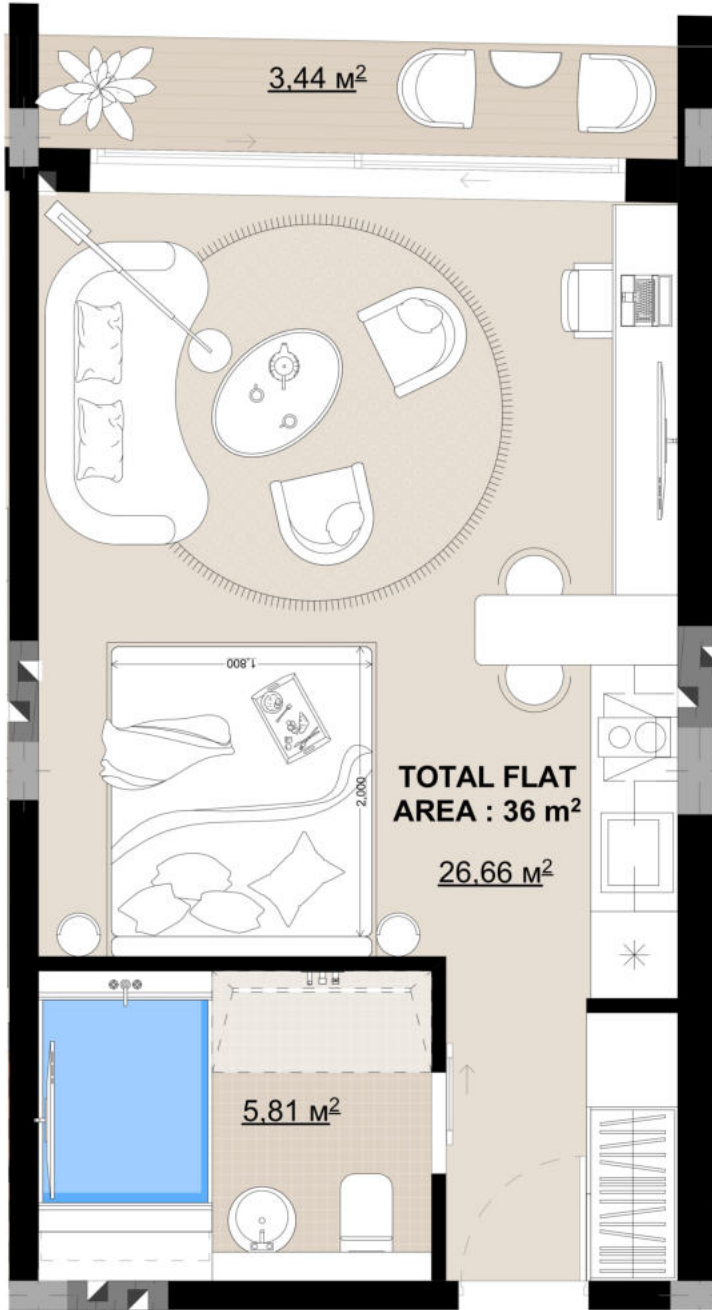 3,44 м²
1,800
2,000
TOTAL FLAT
AREA : 36 m²
26,66 м²
5,81 м²